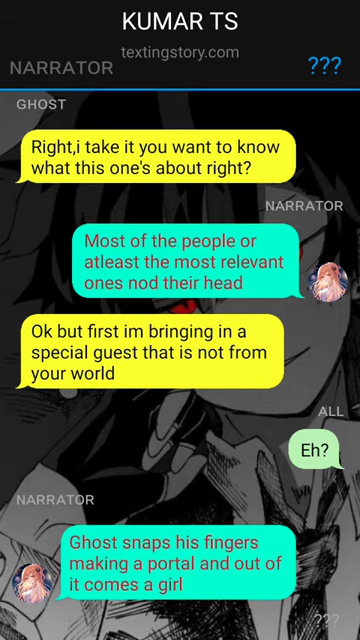 KUMAR TS
textingstory.com
NARRATOR
???
GHOST
Right,i take it you want to know
what this one's about right?
NARRATOR
Most of the people or
atleast the most relevant
ones nod their head
Ok but first im bringing in a
special guest that is not from
your world
ALL
Eh?
NARRATOR
Ghost snaps his fingers
making a portal and out of
it comes a girl
???